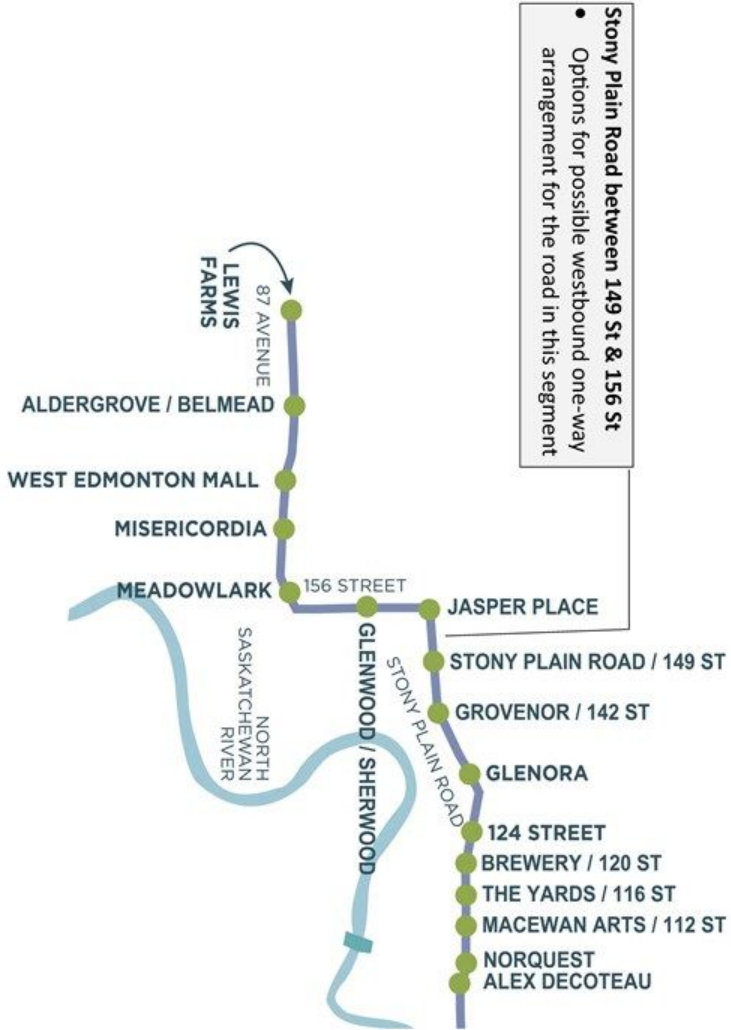 Stony Plain Road between 149 St & 156 St
• Options for possible westbound one-way
arrangement for the road in this segment
LEWIS
FARMS
87 AVENUE
ALDERGROVE / BELMEAD
WEST EDMONTON MALL
MISERICORDIA
MEADOWLARK
156 STREET
GLENWOOD / SHERWOOD
JASPER PLACE
STONY PLAIN ROAD / 149 ST
GROVENOR / 142 ST
STONY PLAIN ROAD
GLENORA
124 STREET
BREWERY / 120 ST
THE YARDS / 116 ST
MACEWAN ARTS / 112 ST
NORQUEST
ALEX DECOTEAU
NORTH
SASKATCHEWAN
RIVER